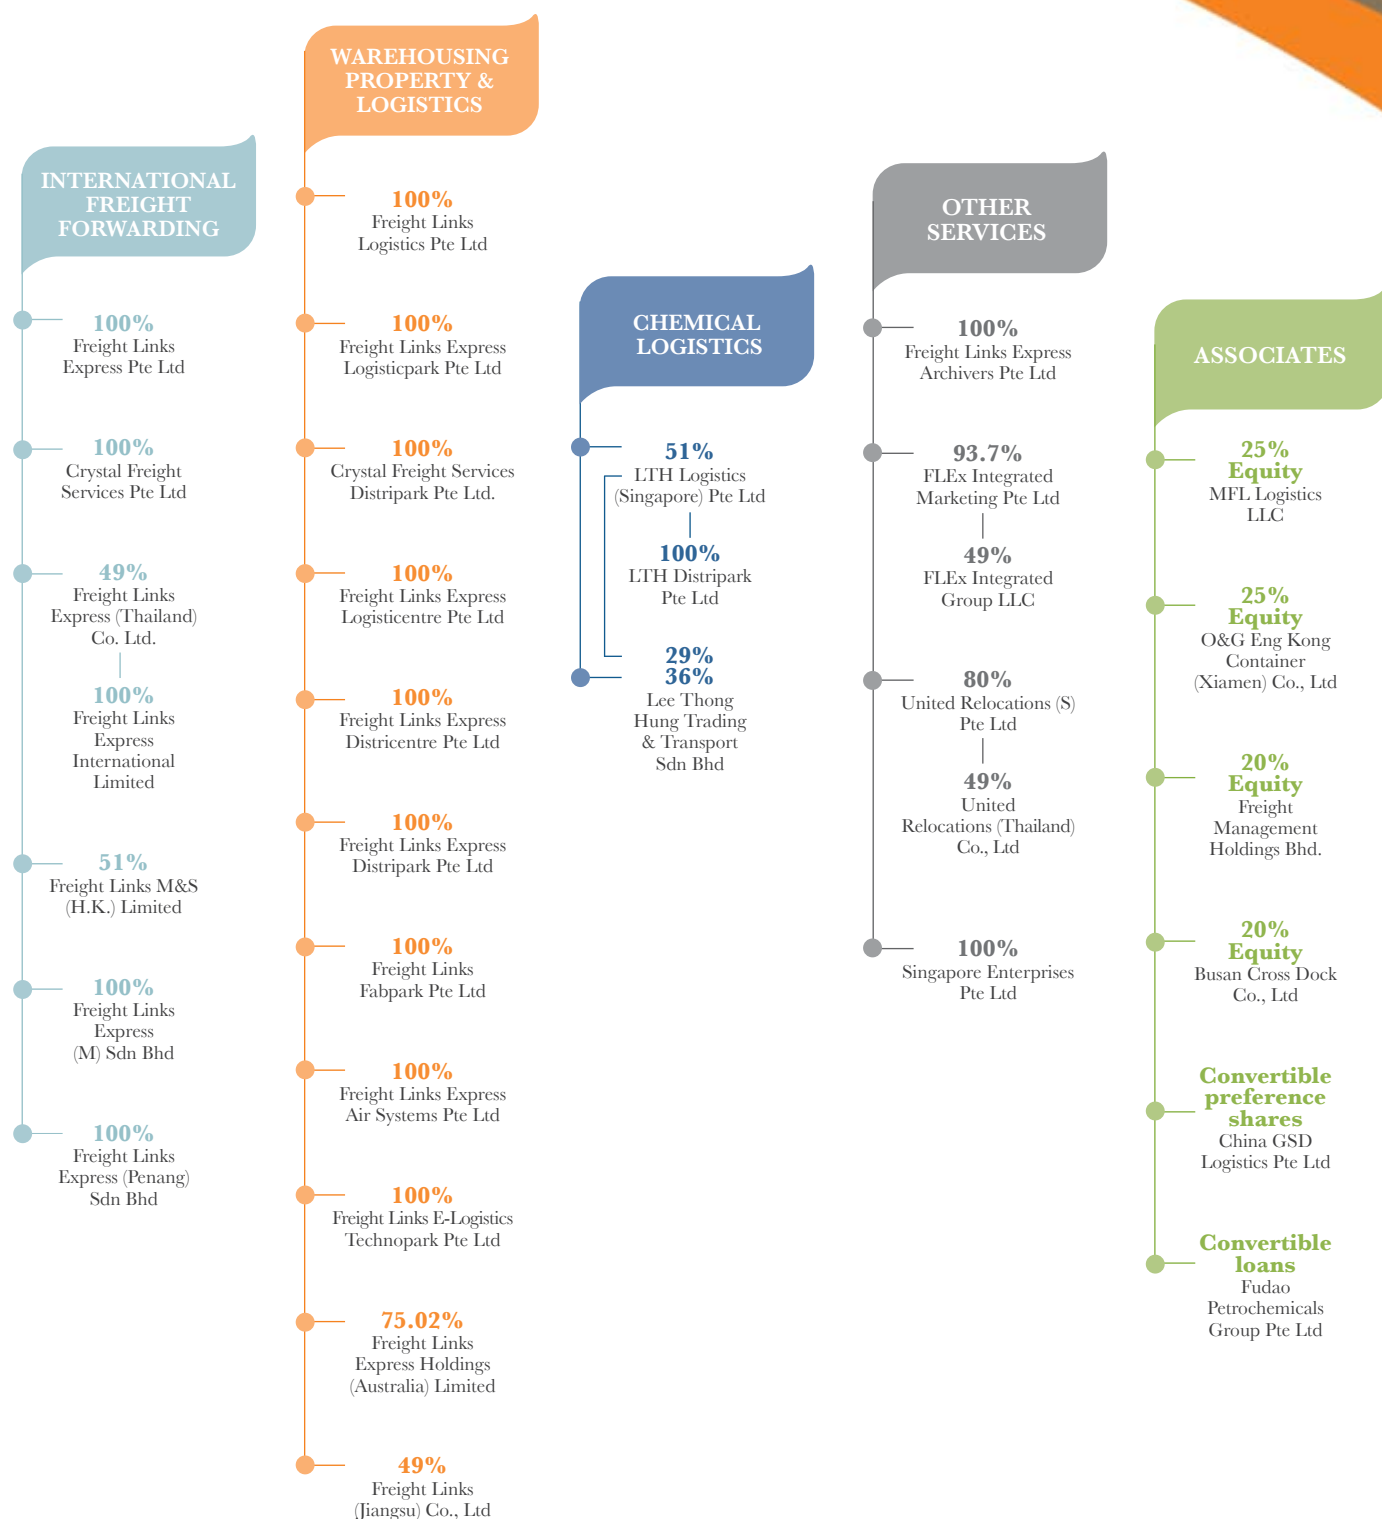 INTERNATIONAL
FREIGHT
FORWARDING
100%
Freight Links
Express Pte Ltd
100%
Crystal Freight
Services Pte Ltd
49%
Freight Links
Express (Thailand)
Co. Ltd.
100%
Freight Links
Express
International
Limited
51%
Freight Links M&S
(H.K.) Limited
100%
Freight Links
Express
(M) Sdn Bhd
100%
Freight Links
Express (Penang)
Sdn Bhd
WAREHOUSING
PROPERTY &
LOGISTICS
100%
Freight Links
Logistics Pte Ltd
100%
Freight Links Express
Logisticpark Pte Ltd
100%
Crystal Freight Services
Distripark Pte Ltd.
100%
Freight Links Express
Logisticentre Pte Ltd
100%
Freight Links Express
Districentre Pte Ltd
100%
Freight Links Express
Distripark Pte Ltd
100%
Freight Links
Fabpark Pte Ltd
100%
Freight Links Express
Air Systems Pte Ltd
100%
Freight Links E-Logistics
Technopark Pte Ltd
75.02%
Freight Links
Express Holdings
(Australia) Limited
49%
Freight Links
(Jiangsu) Co., Ltd
CHEMICAL
LOGISTICS
51%
LTH Logistics
(Singapore) Pte Ltd
100%
LTH Distripark
Pte Ltd
29%
36%
Lee Thong
Hung Trading
& Transport
Sdn Bhd
OTHER
SERVICES
100%
Freight Links Express
Archivers Pte Ltd
93.7%
FLEx Integrated
Marketing Pte Ltd
49%
FLEx Integrated
Group LLC
80%
United Relocations (S)
Pte Ltd
49%
United
Relocations (Thailand)
Co., Ltd
100%
Singapore Enterprises
Pte Ltd
ASSOCIATES
25%
Equity
MFL Logistics
LLC
25%
Equity
O&G Eng Kong
Container
(Xiamen) Co., Ltd
20%
Equity
Freight
Management
Holdings Bhd.
20%
Equity
Busan Cross Dock
Co., Ltd
Convertible
preference
shares
China GSD
Logistics Pte Ltd
Convertible
loans
Fudao
Petrochemicals
Group Pte Ltd